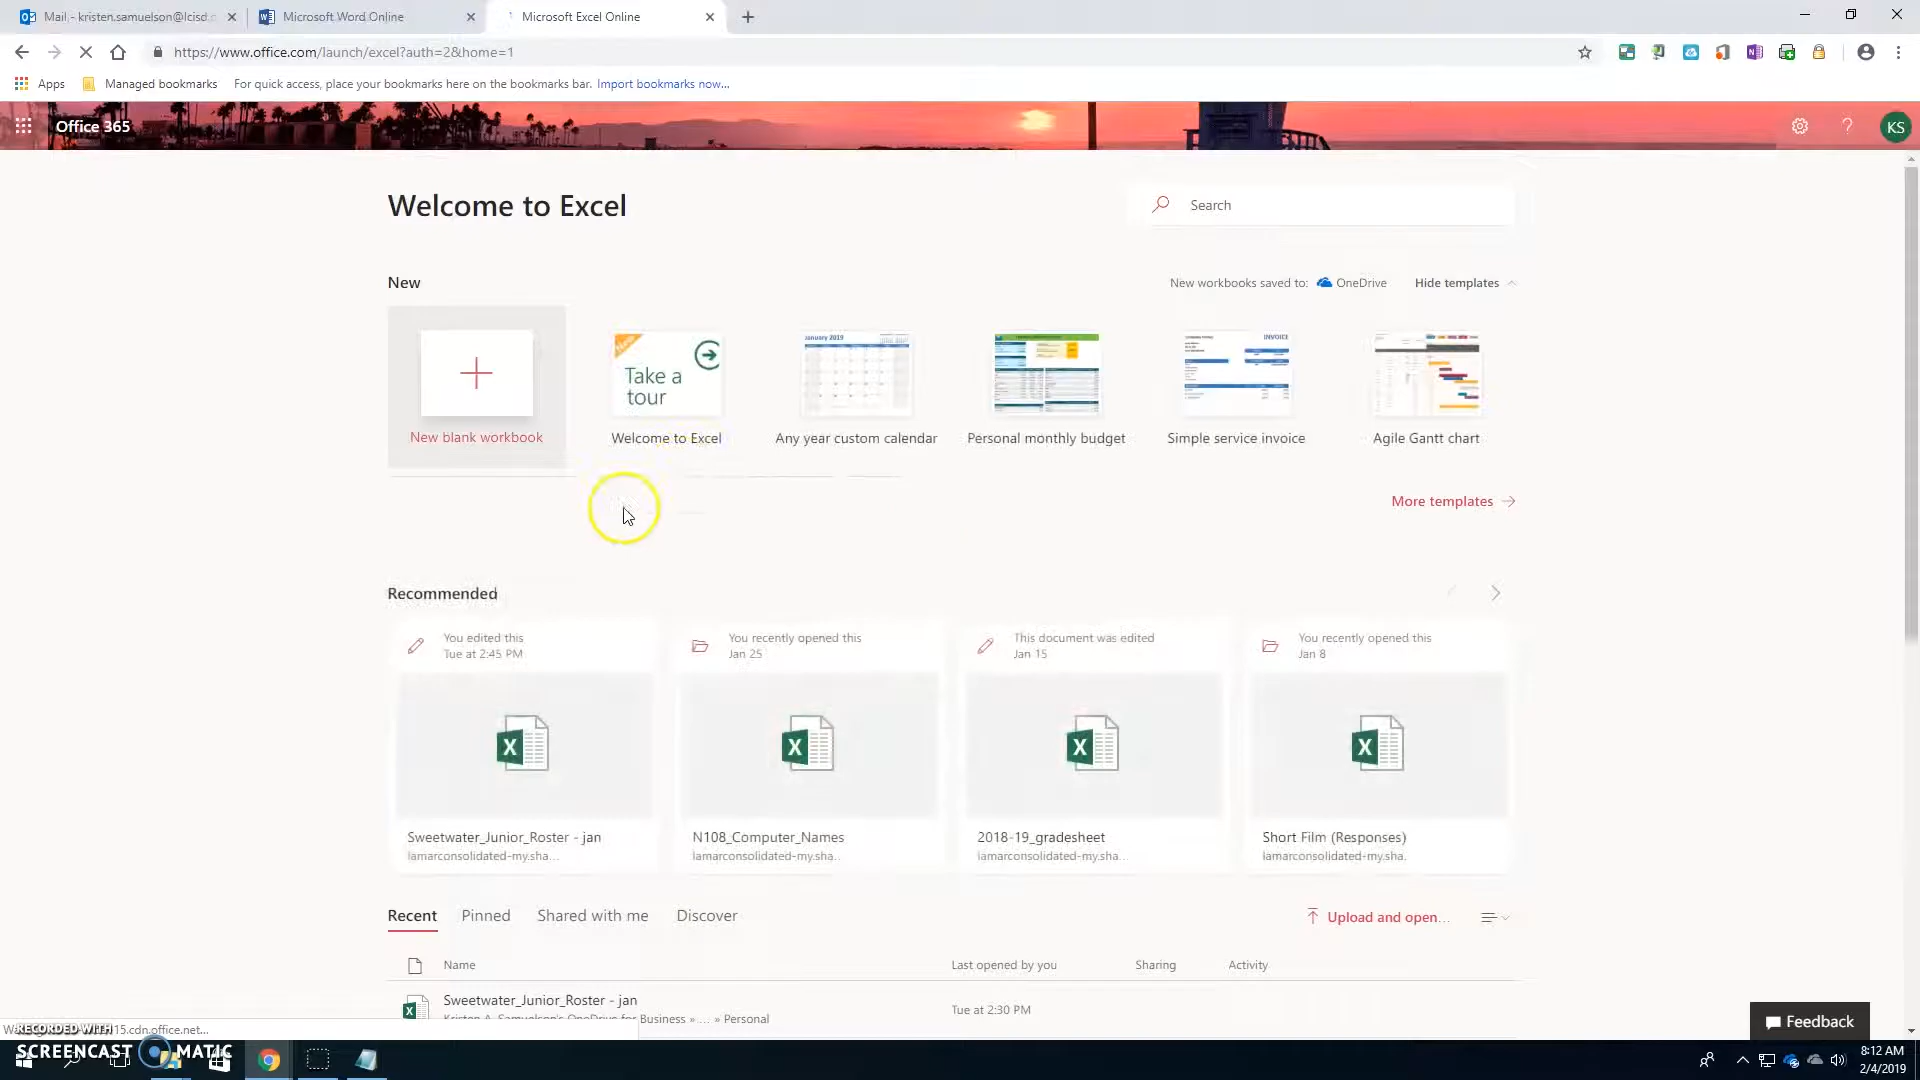 Mail - kristen.samuelson@lcisd.
Microsoft Word Online
Microsoft Excel Online
https://www.office.com/launch/excel?auth=2&home=1
Apps
Managed bookmarks
For quick access, place your bookmarks here on the bookmarks bar. Import bookmarks now...
Office 365
KS
Welcome to Excel
Search
New
New workbooks saved to: OneDrive
Hide templates
New
Take a
tour
January 2019
INVOICE
New blank workbook
Welcome to Excel
Any year custom calendar
Personal monthly budget
Simple service invoice
Agile Gantt chart
More templates
Recommended
You edited this
Tue at 2:45 PM
You recently opened this
Jan 25
This document was edited
Jan 15
You recently opened this
Jan 8
Sweetwater_Junior_Roster - jan
lamarconsolidated-my.sha...
N108_Computer_Names
lamarconsolidated-my.sha..
2018-19_gradesheet
lamarconsolidated-my.sha...
Short Film (Responses)
lamarconsolidated-my.sha.
Recent
Pinned
Shared with me
Discover
Upload and open...
Name
Last opened by you
Sharing
Activity
Sweetwater_Junior_Roster - jan
Tue at 2:30 PM
Kristen A. Samuelson's OneDrive for Business » ... » Personal
Feedback
15.cdn.office.net...
RECORDED WITH
SCREENCAST MATIC
8:12 AM
2/4/2019